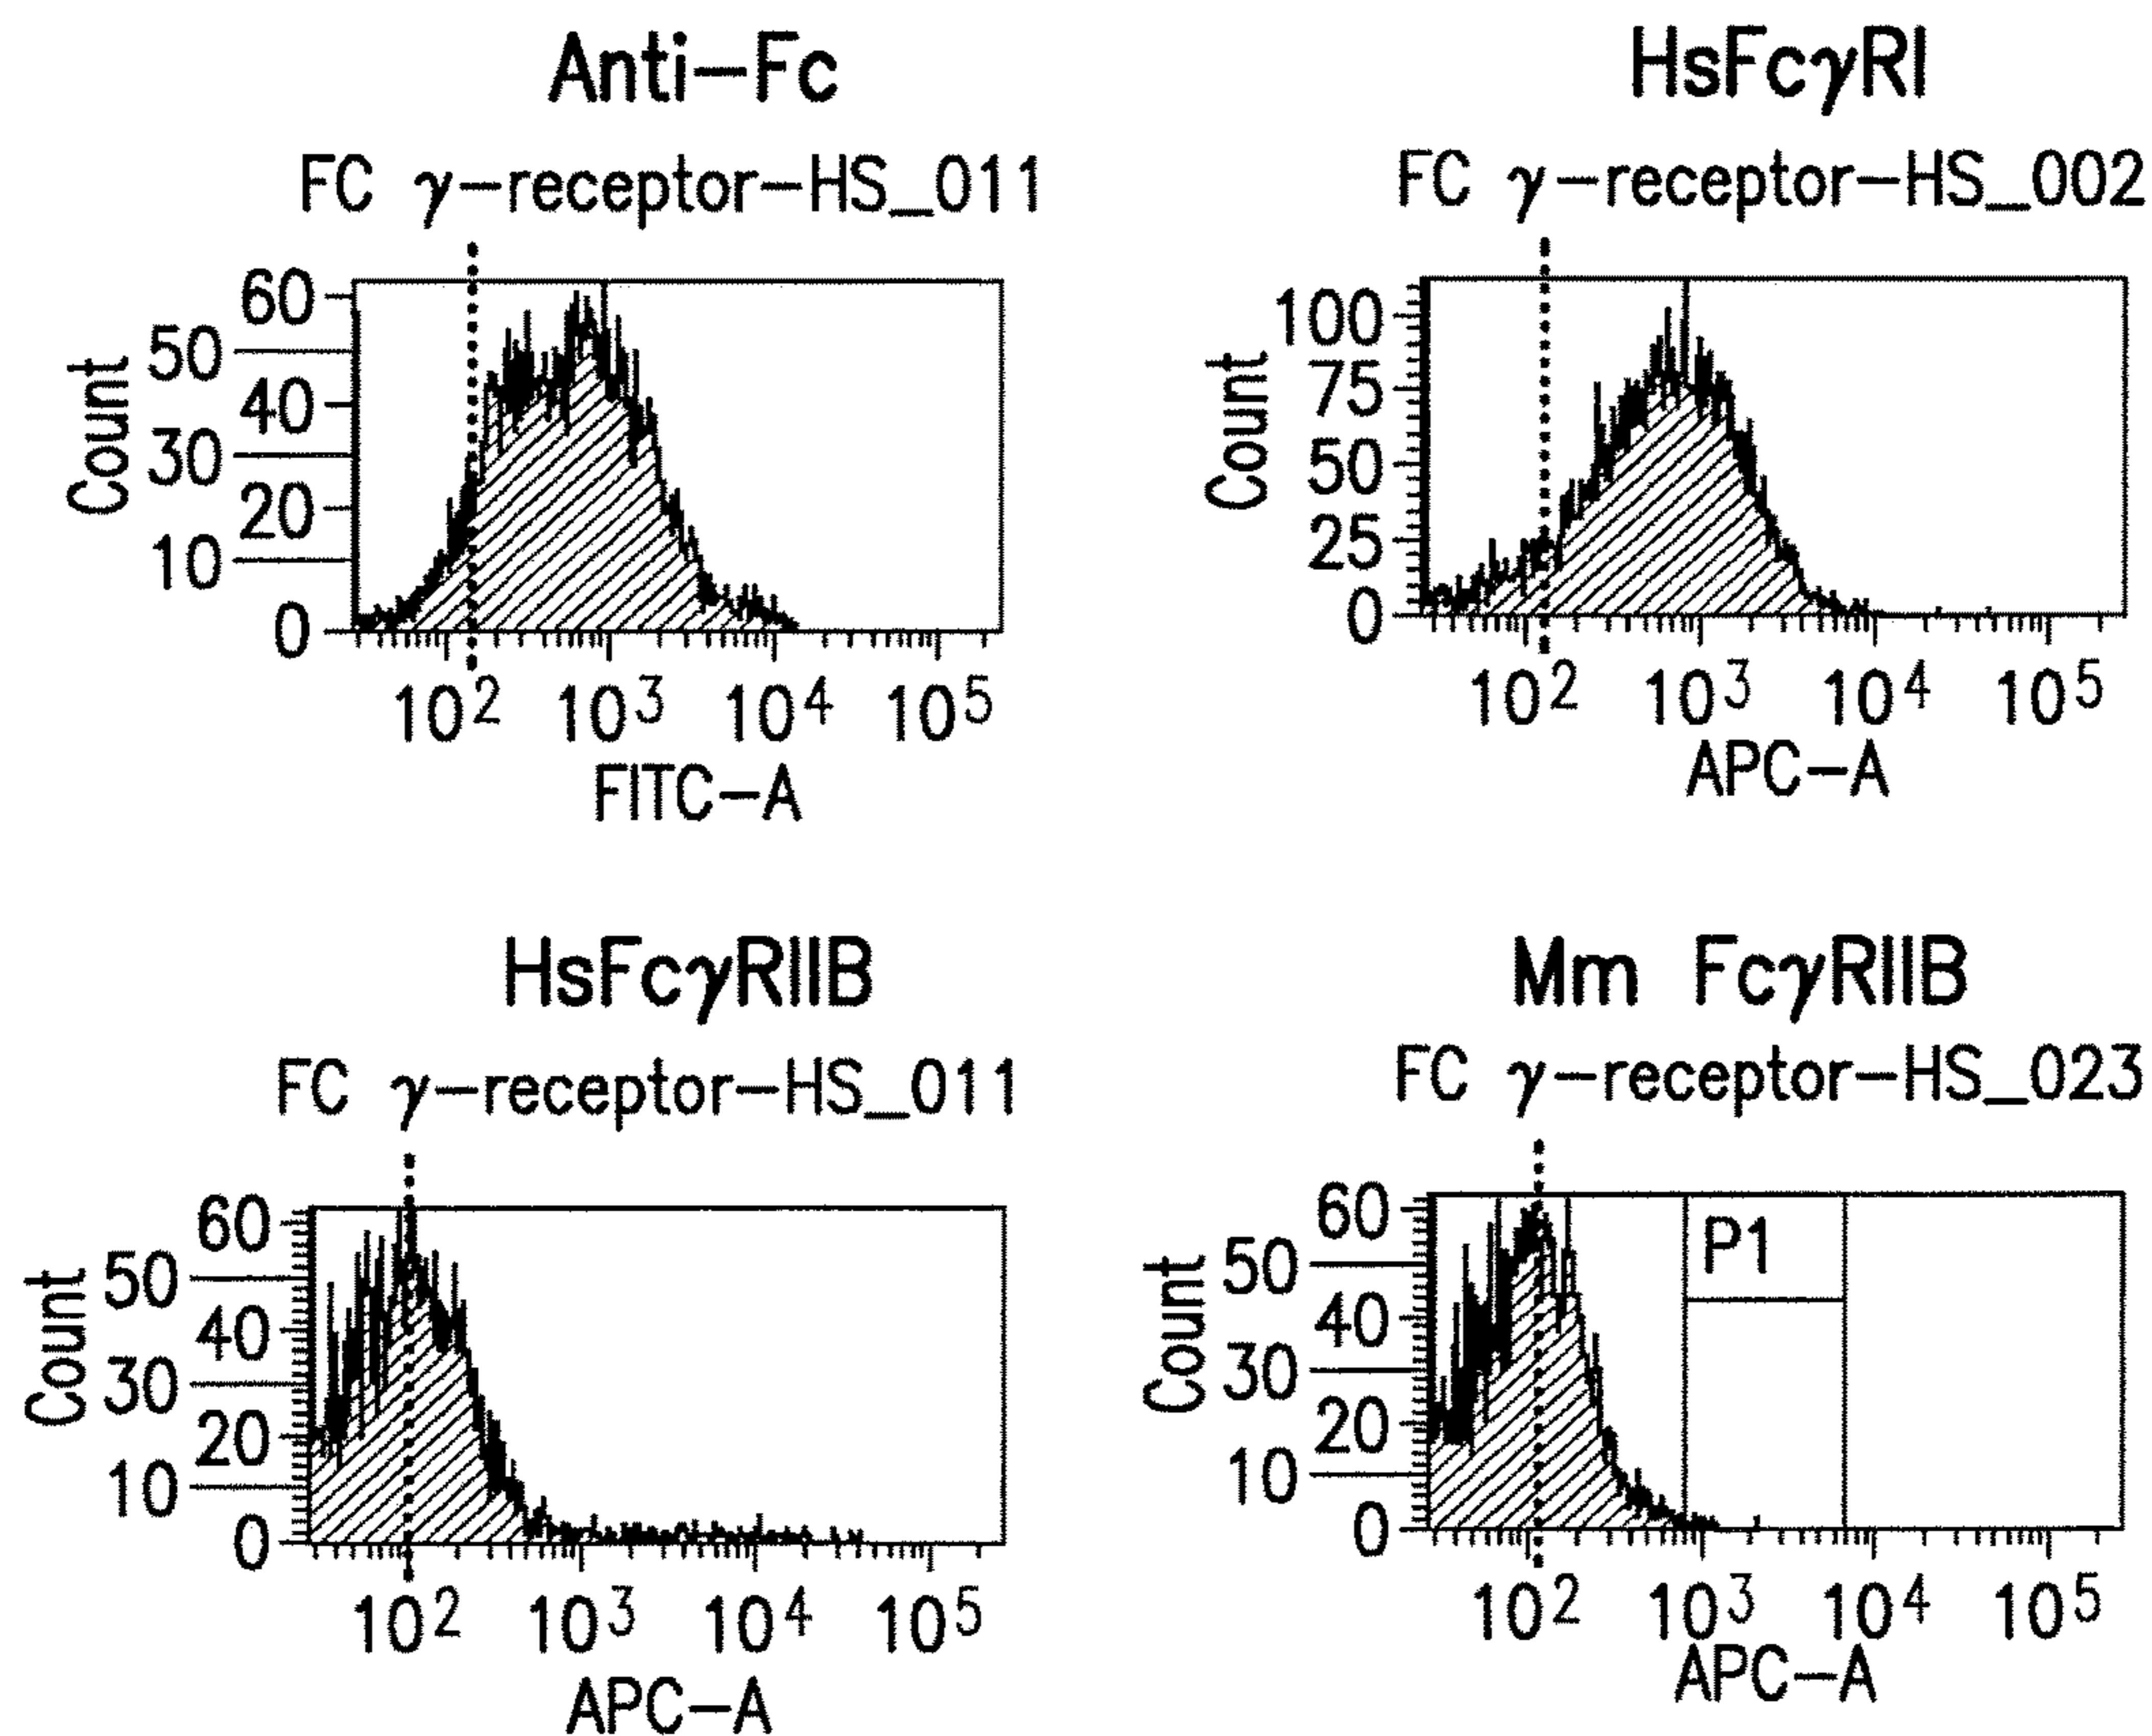 Anti-Fc
FC γ-receptor-HS_011
Count
60
50
40
30
20
10
0
10²
10³
10⁴
10⁵
FITC-A
HsFcγRI
FC γ-receptor-HS_002
Count
100
75
50
25
0
10²
10³
10⁴
10⁵
APC-A
HsFcγRIIB
FC γ-receptor-HS_011
Count
60
50
40
30
20
10
0
10²
10³
10⁴
10⁵
APC-A
Mm FcγRIIB
FC γ-receptor-HS_023
Count
60
50
40
30
20
10
0
P1
10²
10³
10⁴
10⁵
APC-A